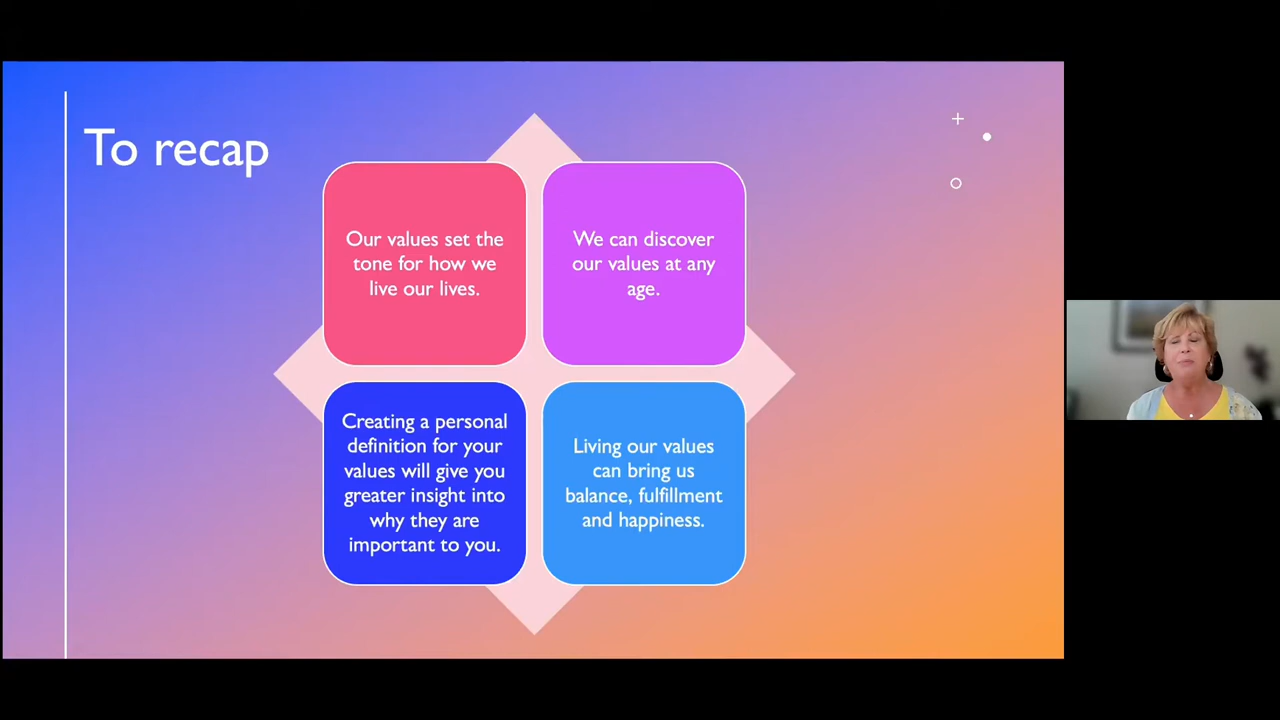 To recap
Our values set the
tone for how we
live our lives.
We can discover
our values at any
age.
Creating a personal
definition for your
values will give you
greater insight into
why they are
important to you.
Living our values
can bring us
balance, fulfillment
and happiness.